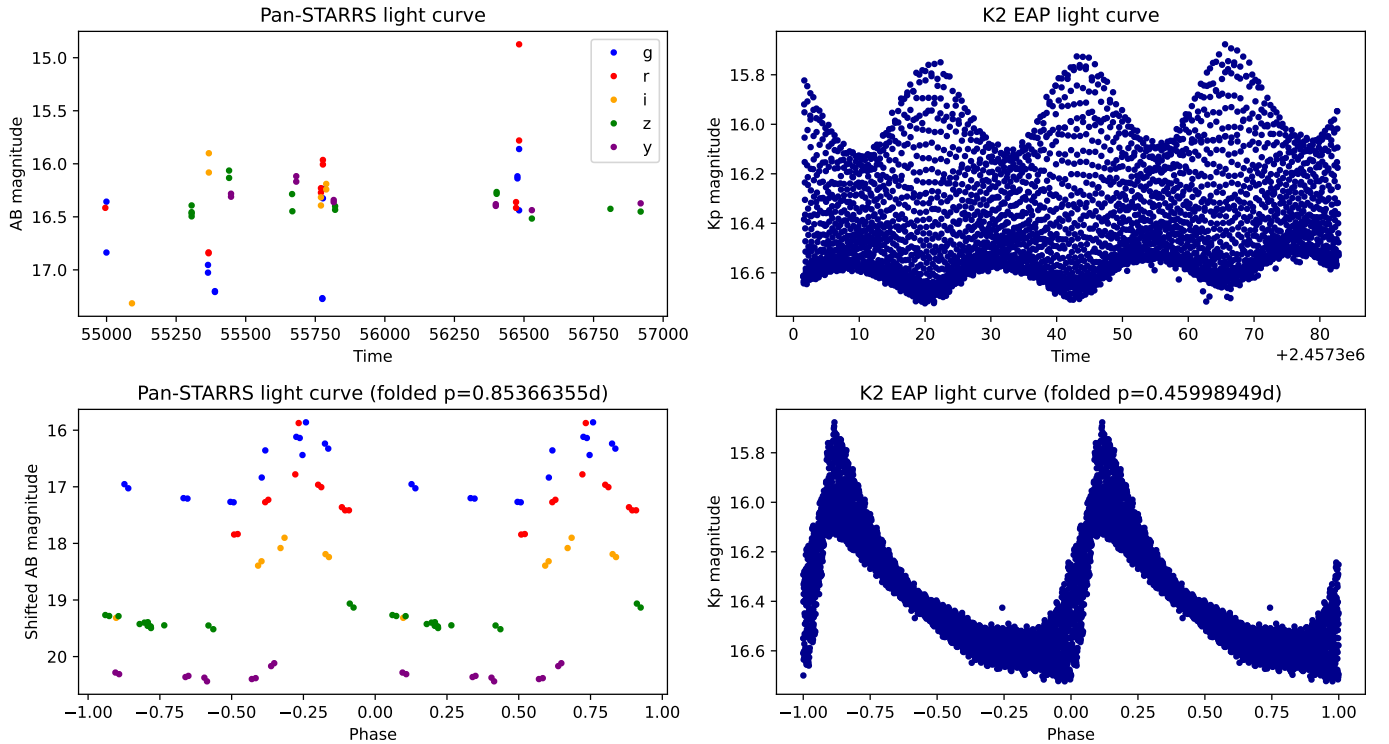 Pan-STARRS light curve
15.0
15.5
16.0
16.5
17.0
AB magnitude
g
r
i
z
y
55000 55250 55500 55750 56000 56250 56500 56750 57000
Time
K2 EAP light curve
15.8
16.0
16.2
16.4
16.6
Kp magnitude
0 10 20 30 40 50 60 70 80
Time
+2.4573e6
Pan-STARRS light curve (folded p=0.85366355d)
16
17
18
19
20
Shifted AB magnitude
−1.00 −0.75 −0.50 −0.25 0.00 0.25 0.50 0.75 1.00
Phase
K2 EAP light curve (folded p=0.45998949d)
15.8
16.0
16.2
16.4
16.6
Kp magnitude
−1.00 −0.75 −0.50 −0.25 0.00 0.25 0.50 0.75 1.00
Phase